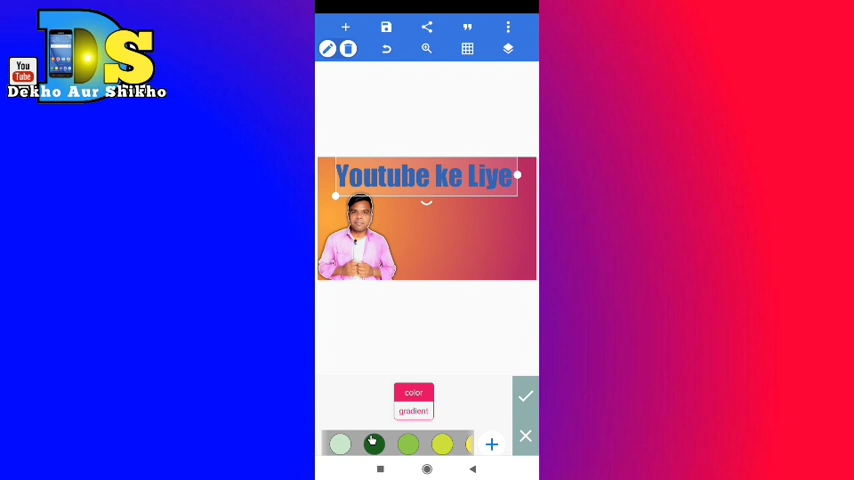 DS
You
Tube
Dekho Aur Shikho
Youtube ke Liye
color
gradient